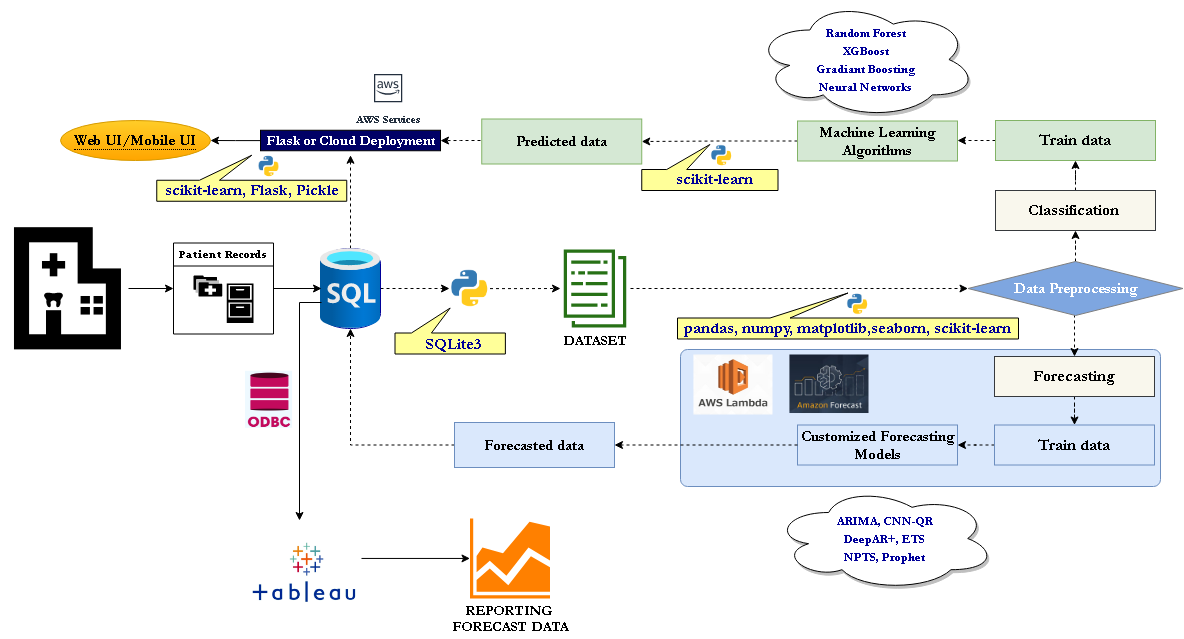 Random Forest
XGBoost
Gradiant Boosting
Neural Networks
aws
AWS Services
Web UI/Mobile UI
Flask or Cloud Deployment
Predicted data
Machine Learning
Algorithms
Train data
scikit-learn, Flask, Pickle
scikit-learn
Classification
Patient Records
SQL
Data Preprocessing
SQLite3
DATASET
pandas, numpy, matplotlib,seaborn, scikit-learn
AWS Lambda
Amazon Forecast
Forecasting
ODBC
Forecasted data
Customized Forecasting
Models
Train data
ARIMA, CNN-QR
DeepAR+, ETS
NPTS, Prophet
+ableau
REPORTING
FORECAST DATA